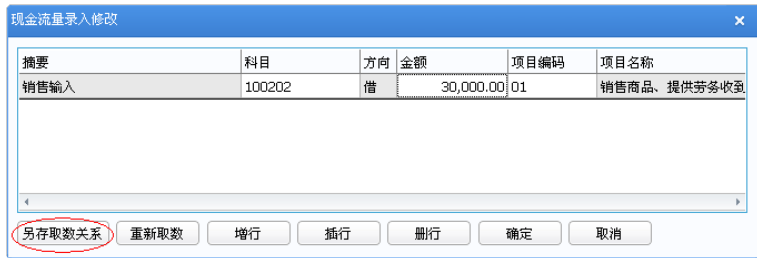 现金流量录入修改
摘要 科目 方向 金额 项目编码 项目名称
销售输入 100202 借 30,000.00 01 销售商品、提供劳务收到
另存取数关系 重新取数 增行 插行 删行 确定 取消